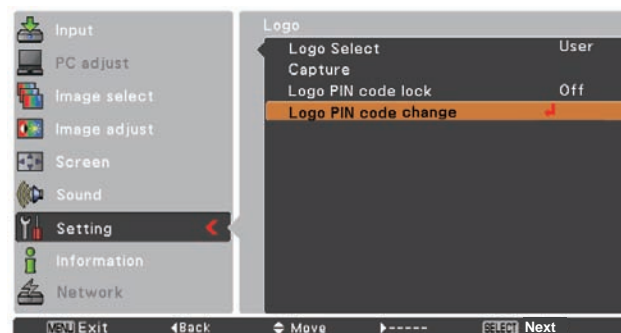 Input
PC adjust
Image select
Image adjust
Screen
Sound
Setting
Information
Network
Logo
Logo Select User
Capture
Logo PIN code lock Off
Logo PIN code change
MENU Exit ◀Back Move ▶----- SELECT Next